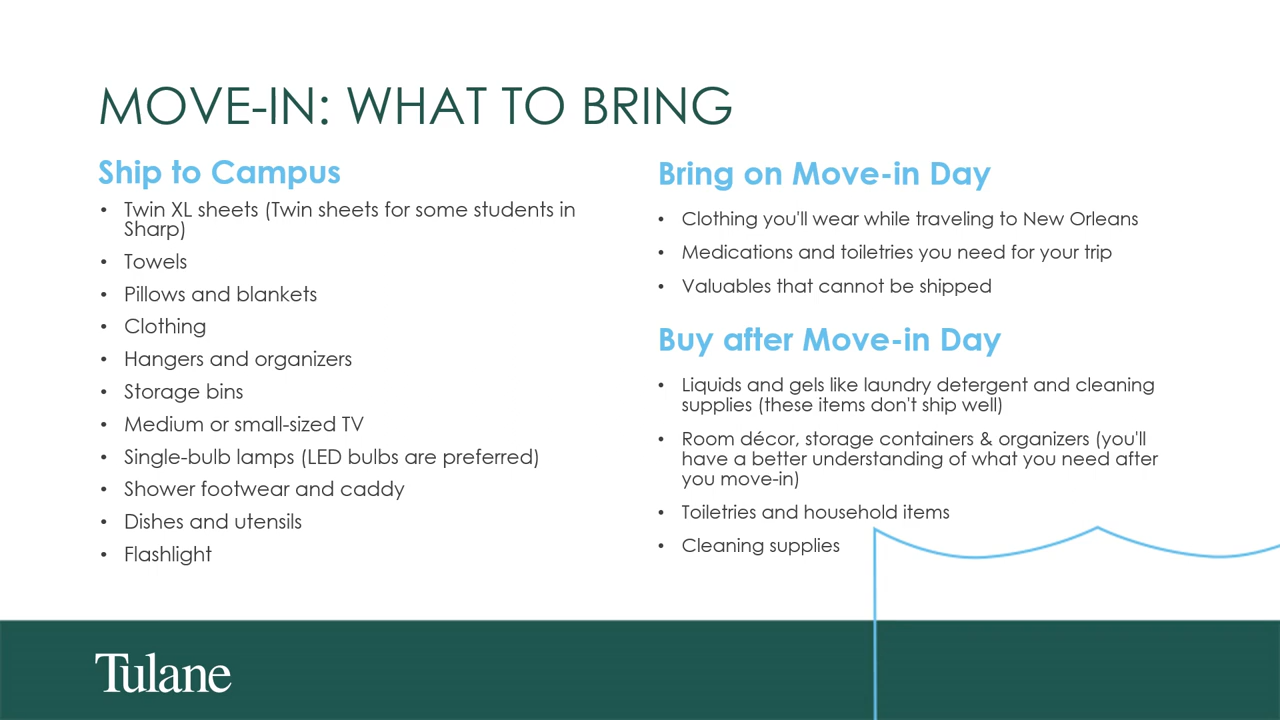 MOVE-IN: WHAT TO BRING
Ship to Campus
• Twin XL sheets (Twin sheets for some students in
Sharp)
• Towels
• Pillows and blankets
• Clothing
• Hangers and organizers
• Storage bins
• Medium or small-sized TV
• Single-bulb lamps (LED bulbs are preferred)
• Shower footwear and caddy
• Dishes and utensils
• Flashlight
Bring on Move-in Day
• Clothing you'll wear while traveling to New Orleans
• Medications and toiletries you need for your trip
• Valuables that cannot be shipped
Buy after Move-in Day
• Liquids and gels like laundry detergent and cleaning
supplies (these items don't ship well)
• Room décor, storage containers & organizers (you'll
have a better understanding of what you need after
you move-in)
• Toiletries and household items
• Cleaning supplies
Tulane